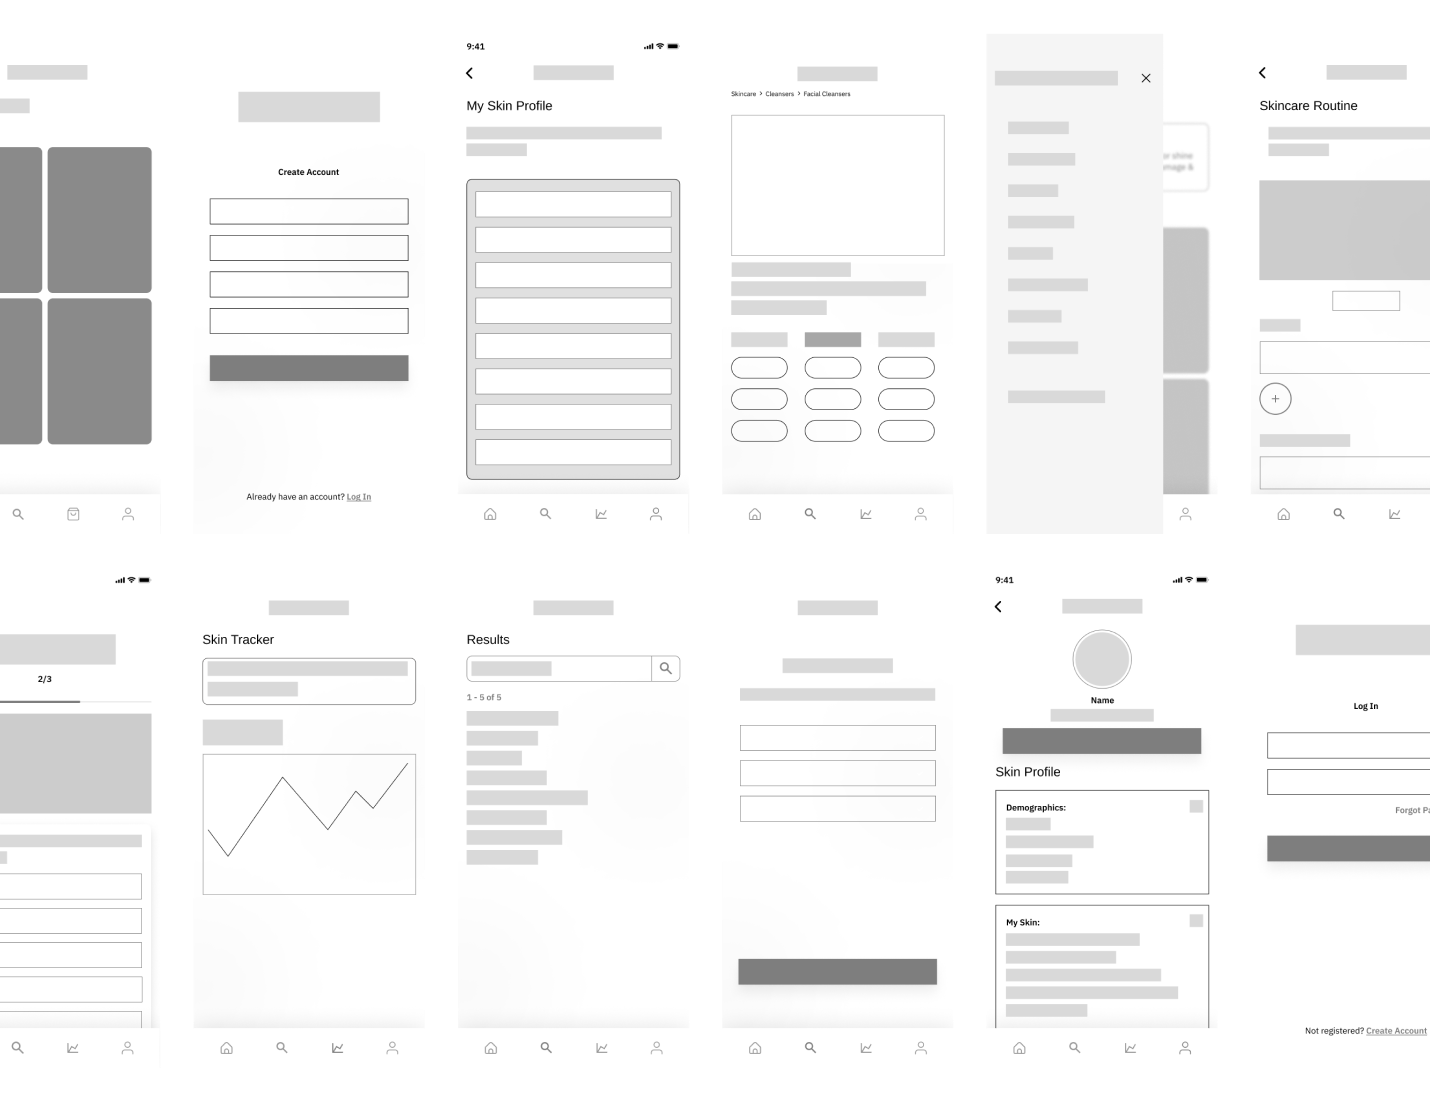 Create Account
Already have an account? Log In
9:41
My Skin Profile
Skincare > Cleansers > Facial Cleansers
or shine
mage &
Skincare Routine
2/3
Skin Tracker
Results
1 - 5 of 5
9:41
Name
Skin Profile
Demographics:
My Skin:
Log In
Forgot Pa
Not registered? Create Account